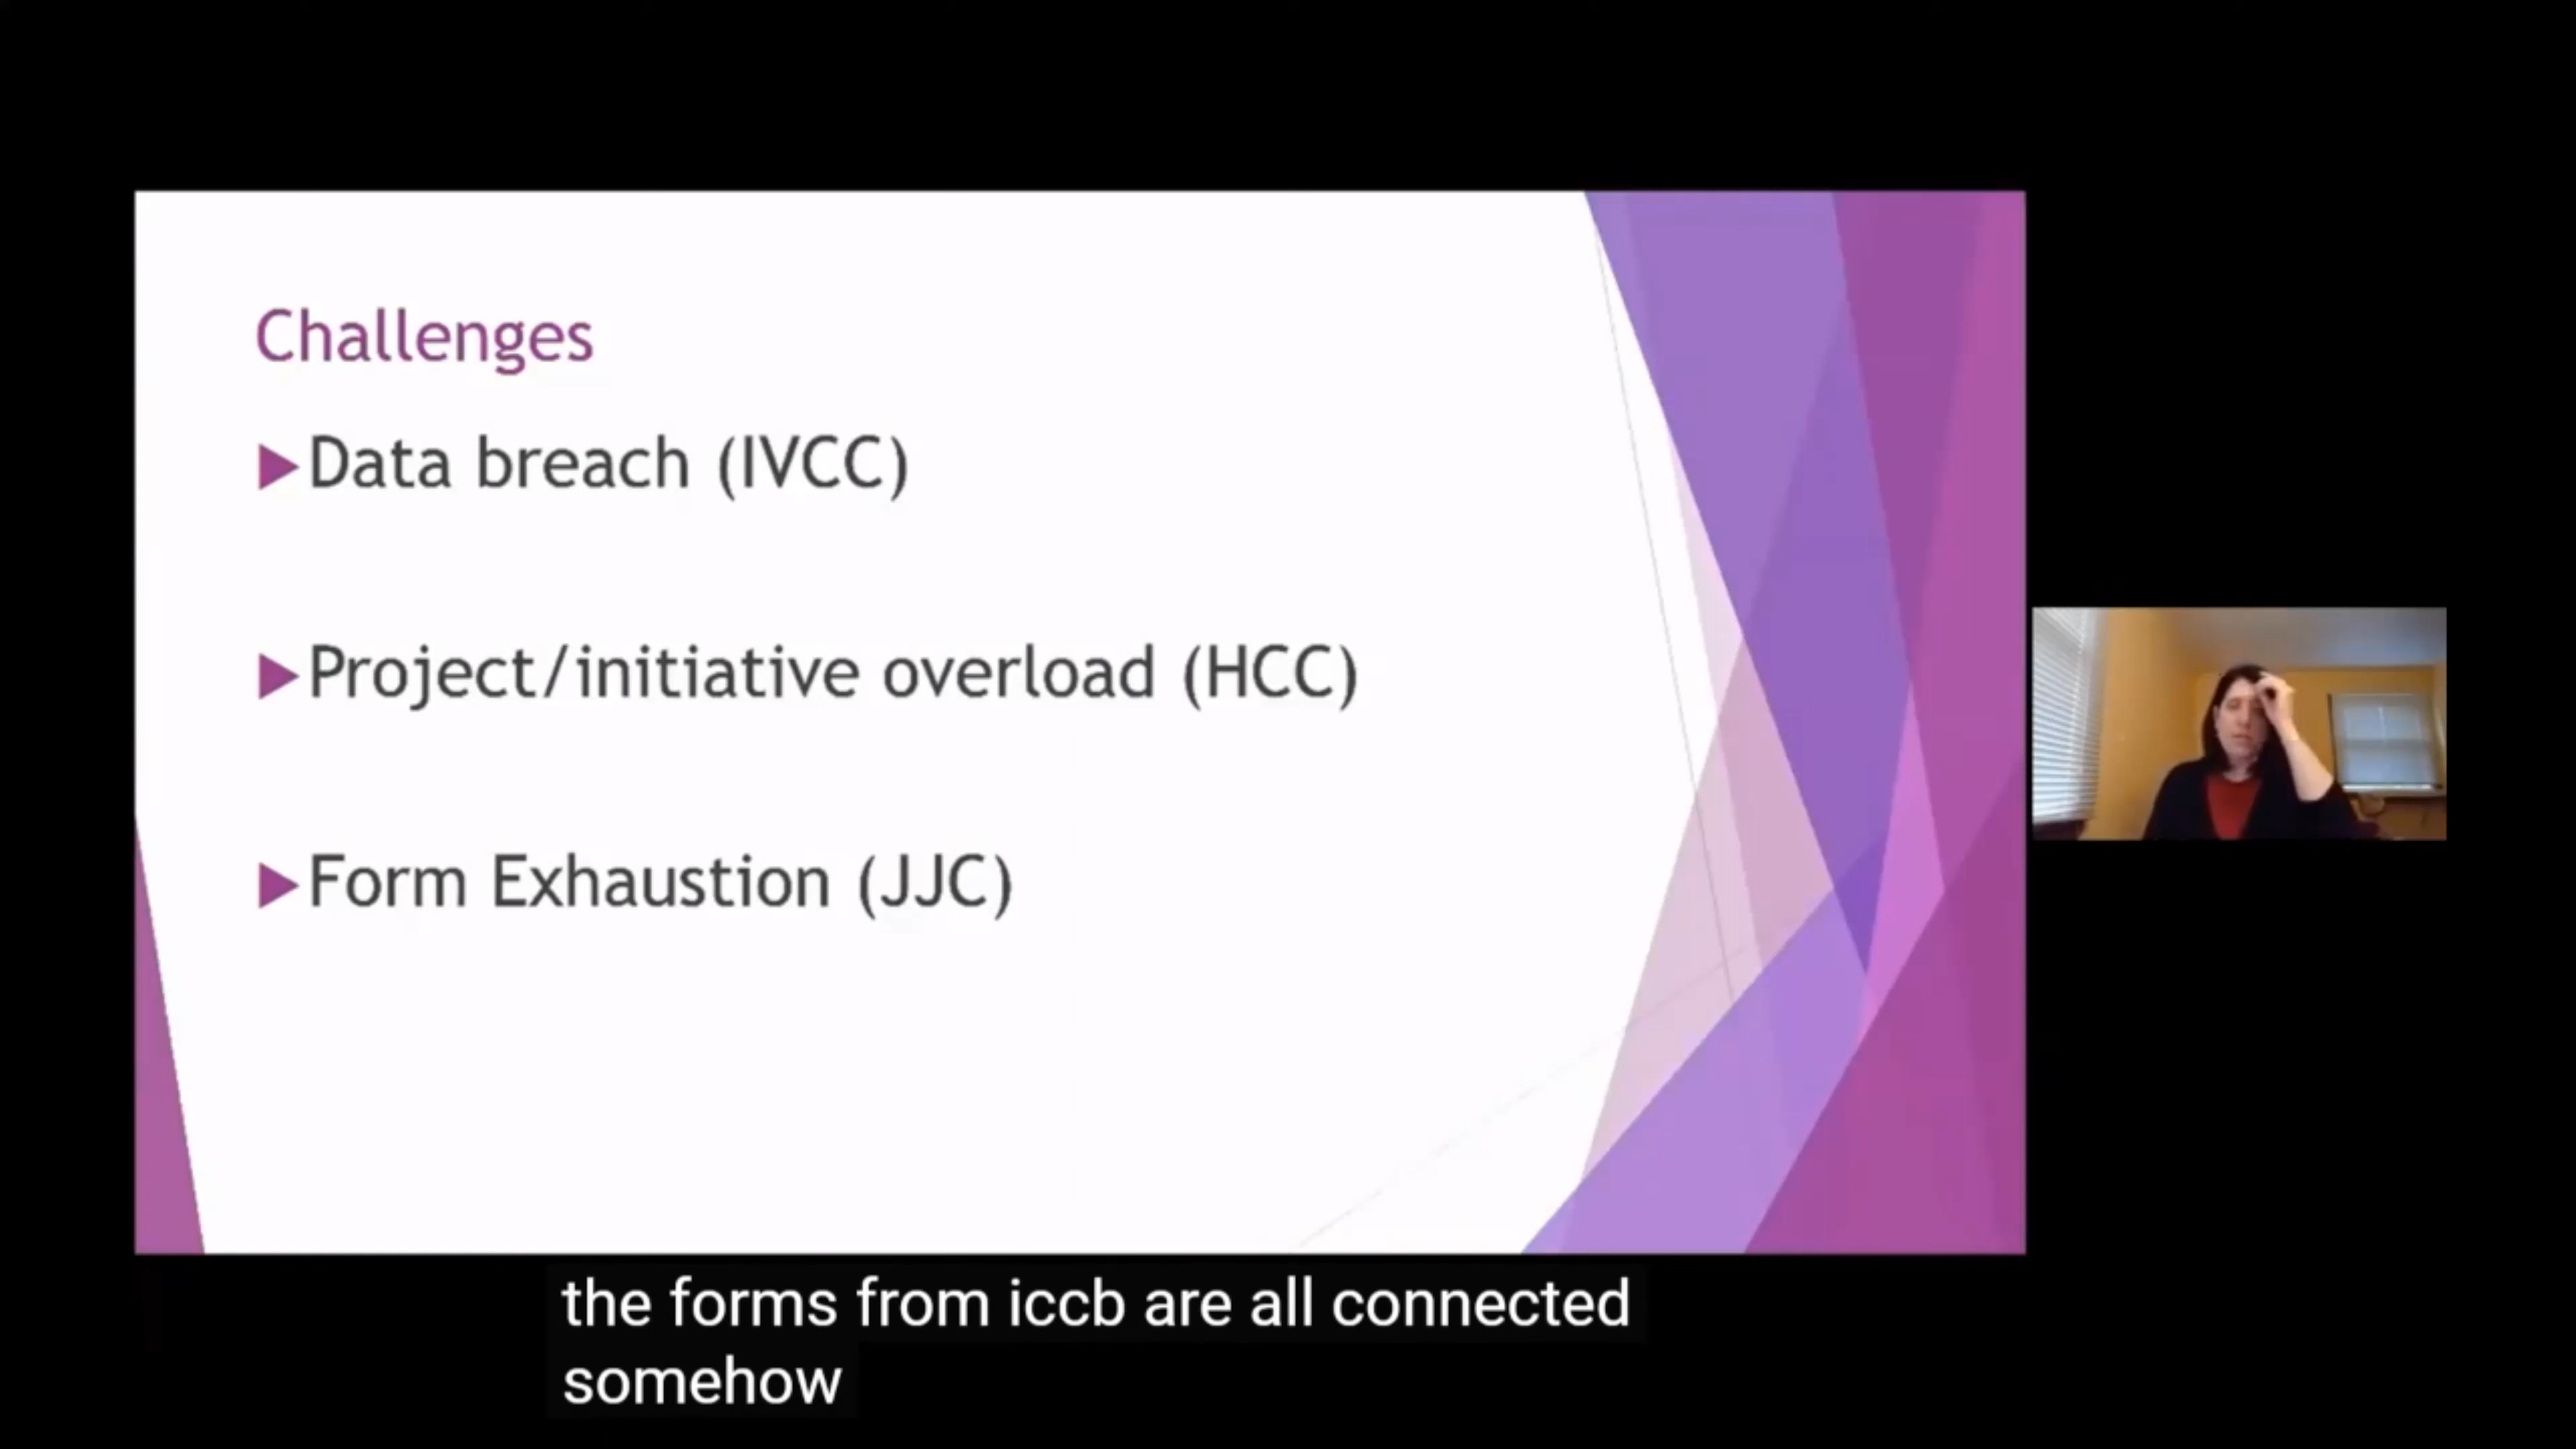 Challenges
Data breach (IVCC)
Project/initiative overload (HCC)
Form Exhaustion (JJC)
the forms from iccb are all connected
somehow